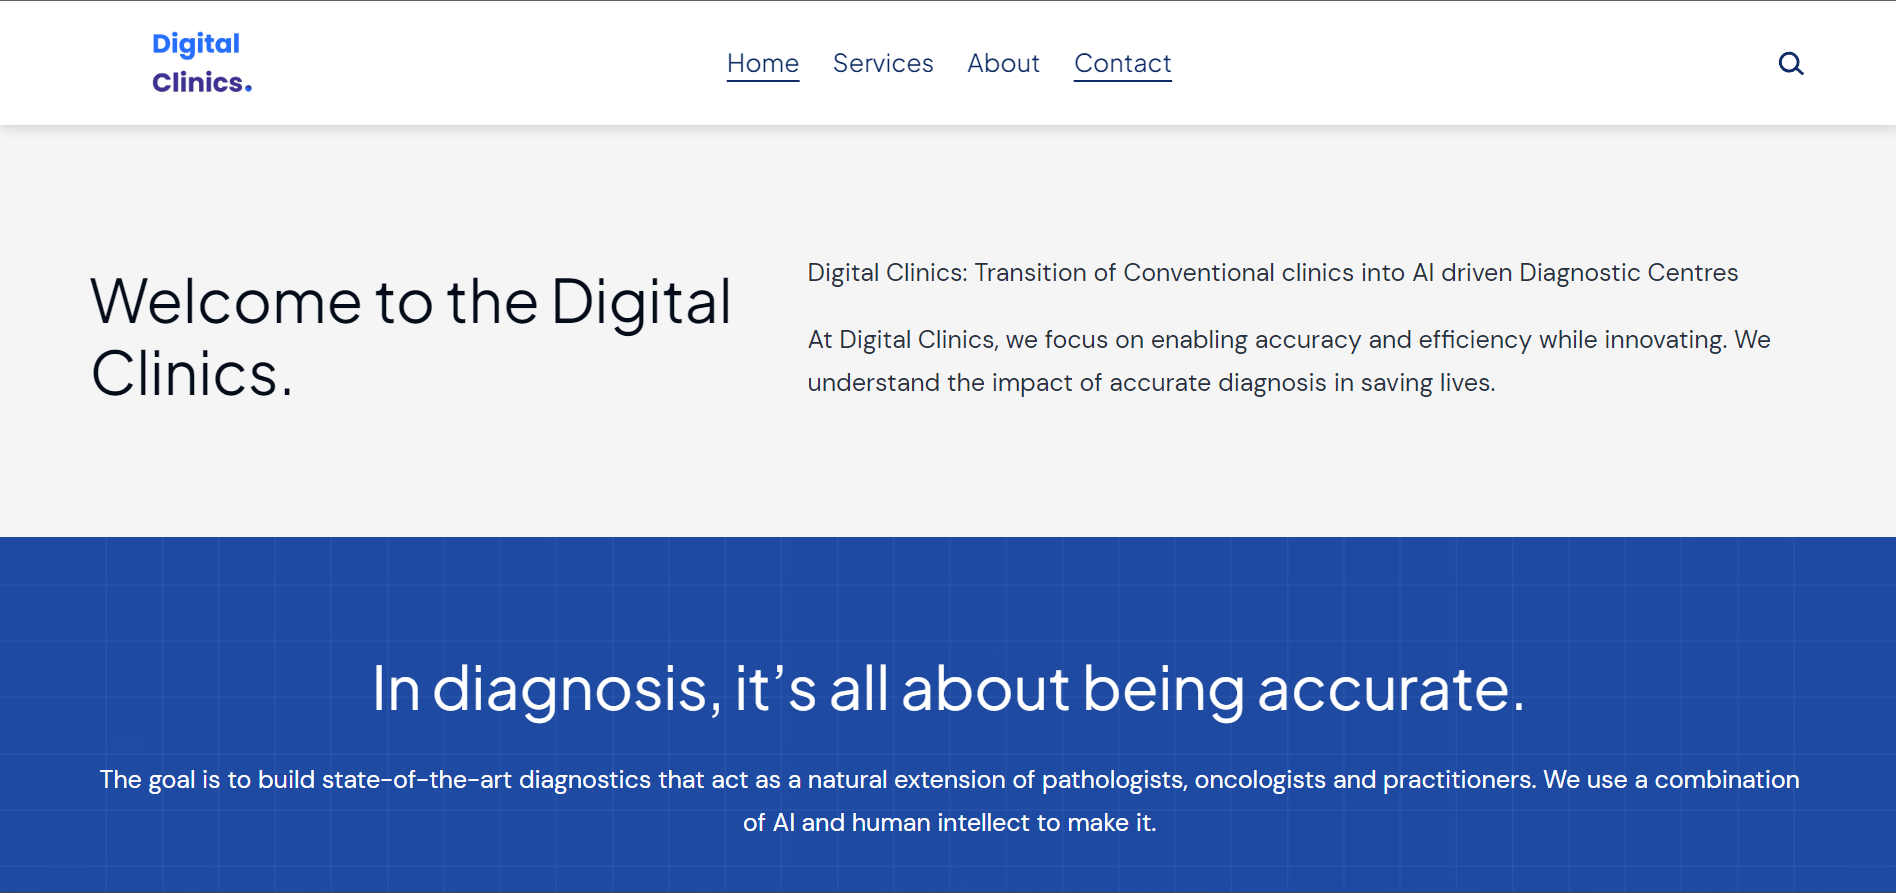 Digital
Clinics.
Home Services About Contact
Welcome to the Digital
Clinics.
Digital Clinics: Transition of Conventional clinics into AI driven Diagnostic Centres
At Digital Clinics, we focus on enabling accuracy and efficiency while innovating. We
understand the impact of accurate diagnosis in saving lives.
In diagnosis, it’s all about being accurate.
The goal is to build state-of-the-art diagnostics that act as a natural extension of pathologists, oncologists and practitioners. We use a combination
of AI and human intellect to make it.